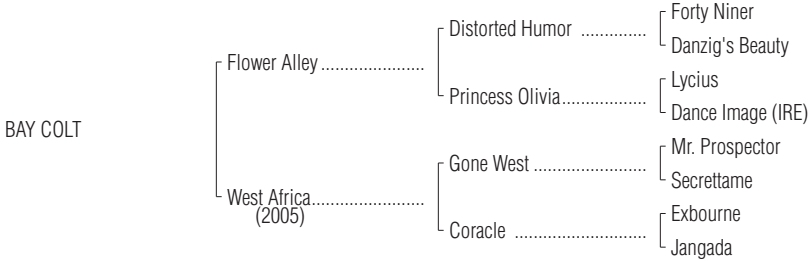 Forty Niner
Distorted Humor ..............
Danzig's Beauty
Flower Alley ......................
Lycius
Princess Olivia..................
Dance Image (IRE)
BAY COLT
Mr. Prospector
Gone West ........................
Secrettame
West Africa........................
(2005)
Exbourne
Coracle ............................
Jangada